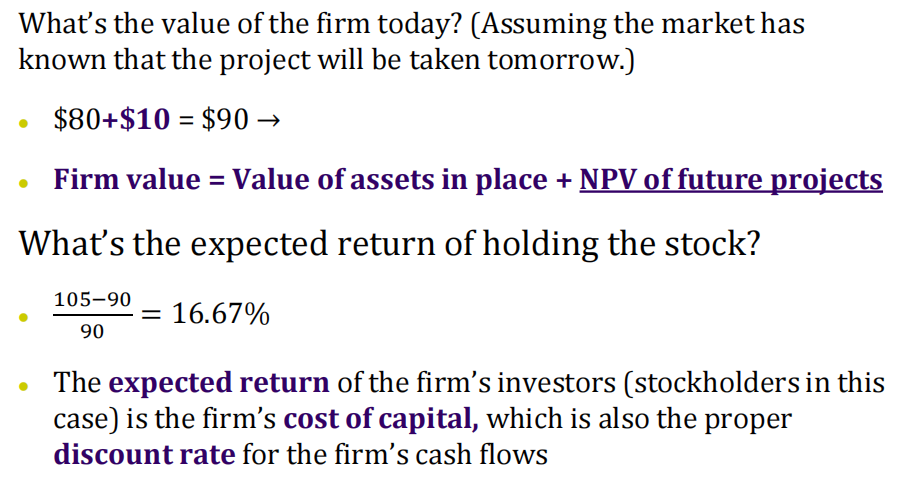 What's the value of the firm today? (Assuming the market has
known that the project will be taken tomorrow.)
• $80+$10 = $90 →
• Firm value = Value of assets in place + NPV of future projects
What's the expected return of holding the stock?
• (105−90)/90 = 16.67%
• The expected return of the firm's investors (stockholders in this
case) is the firm's cost of capital, which is also the proper
discount rate for the firm's cash flows